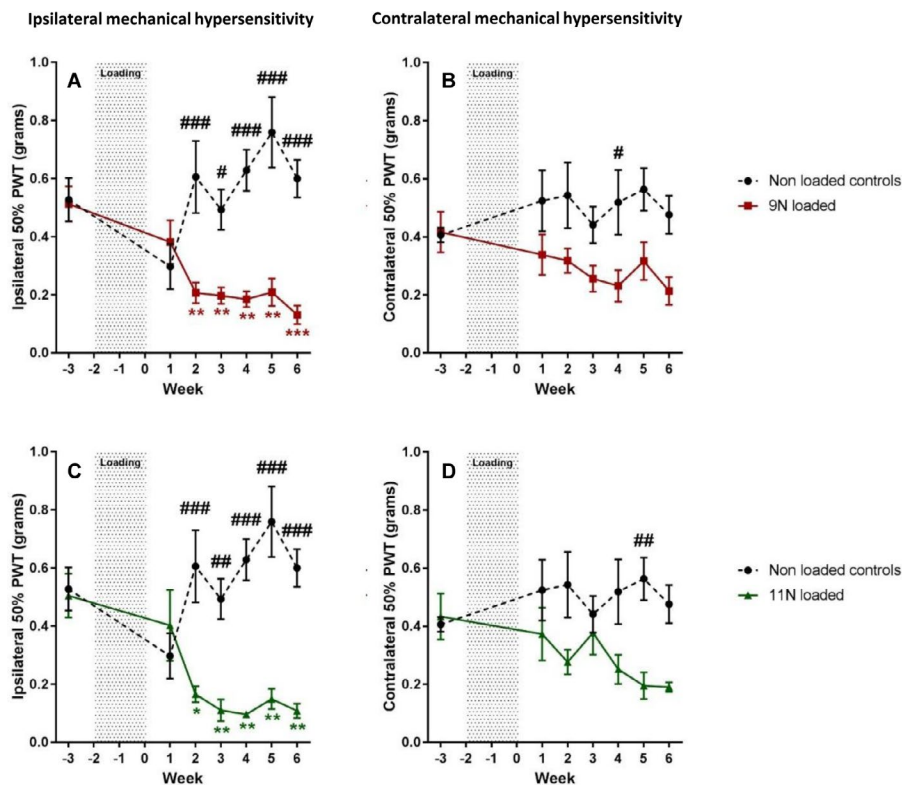 Ipsilateral mechanical hypersensitivity
Contralateral mechanical hypersensitivity
1.0
0.8
0.6
0.4
0.2
0.0
Ipsilateral 50% PWT (grams)
A
Loading
###
#
###
###
###
**
**
**
**
***
-3 -2 -1 0 1 2 3 4 5 6
Week
1.0
0.8
0.6
0.4
0.2
0.0
Contralateral 50% PWT (grams)
B
Loading
#
-3 -2 -1 0 1 2 3 4 5 6
Week
Non loaded controls
9N loaded
1.0
0.8
0.6
0.4
0.2
0.0
Ipsilateral 50% PWT (grams)
C
Loading
###
##
###
###
###
*
**
**
**
**
-3 -2 -1 0 1 2 3 4 5 6
Week
1.0
0.8
0.6
0.4
0.2
0.0
Contralateral 50% PWT (grams)
D
Loading
##
-3 -2 -1 0 1 2 3 4 5 6
Week
Non loaded controls
11N loaded